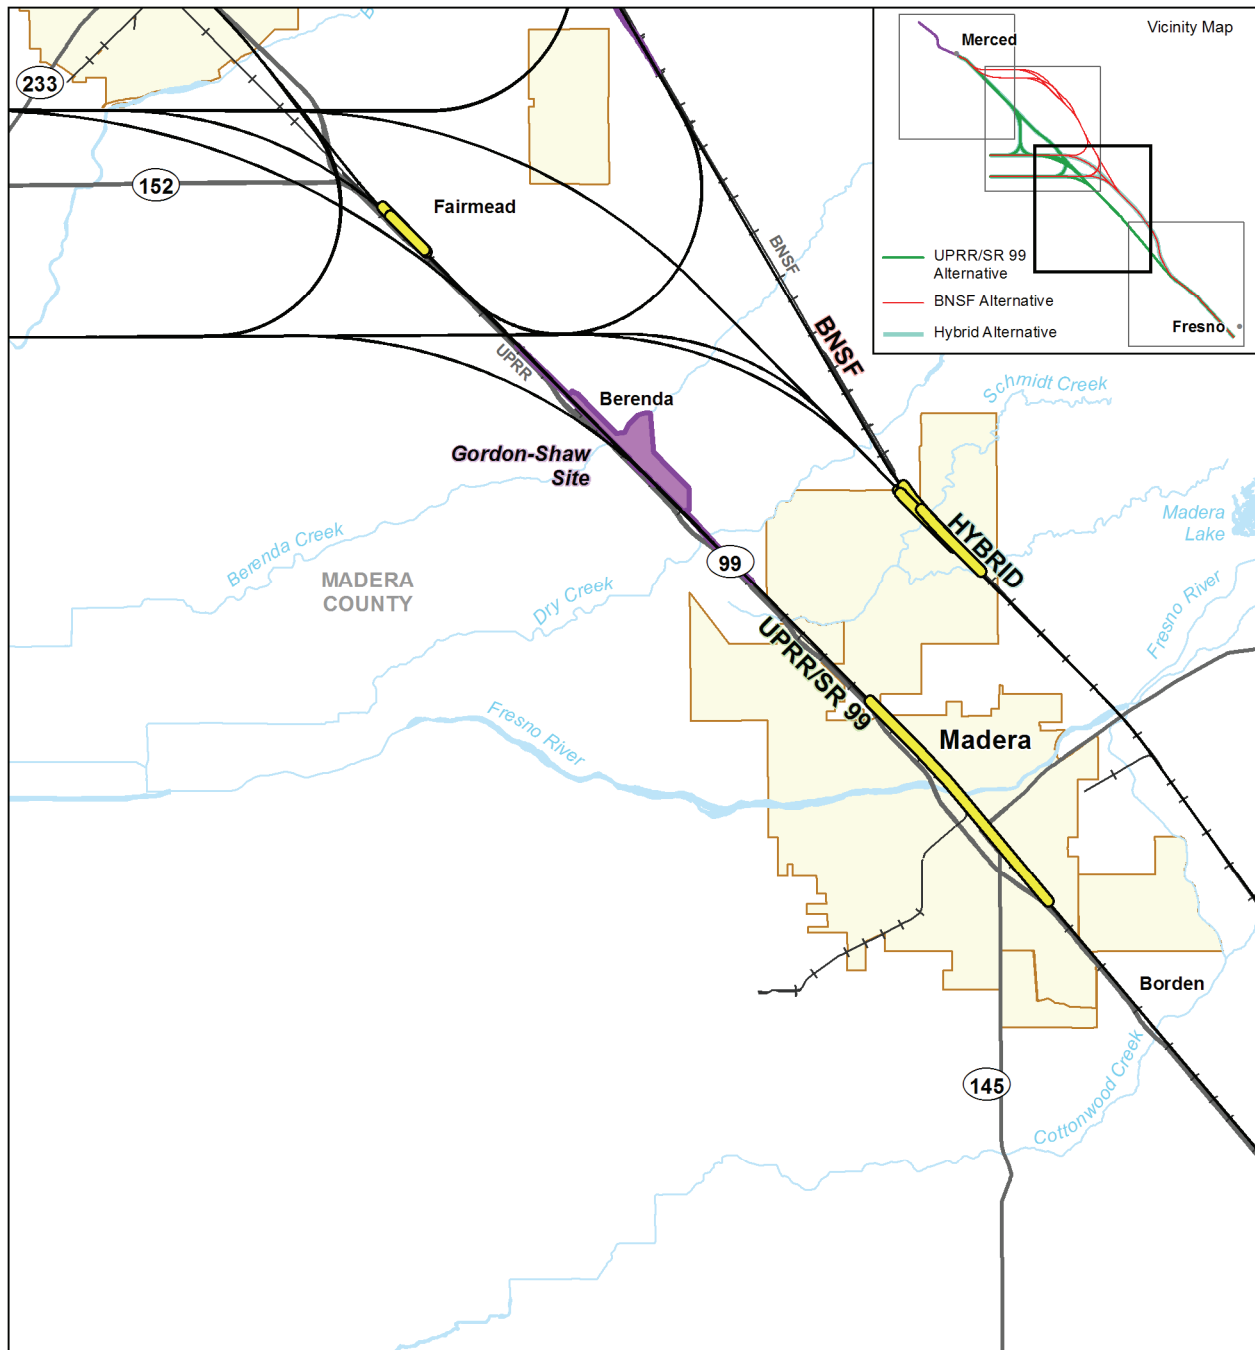 Vicinity Map
Merced
UPRR/SR 99
Alternative
BNSF Alternative
Hybrid Alternative
Fresno
233
152
Fairmead
BNSF
BNSF
UPRR
Berenda
Gordon-Shaw
Site
Schmidt Creek
Madera
Lake
HYBRID
Berenda Creek
99
MADERA
COUNTY
Dry Creek
Fresno River
UPRR/SR 99
Fresno River
Madera
Borden
145
Cottonwood Creek